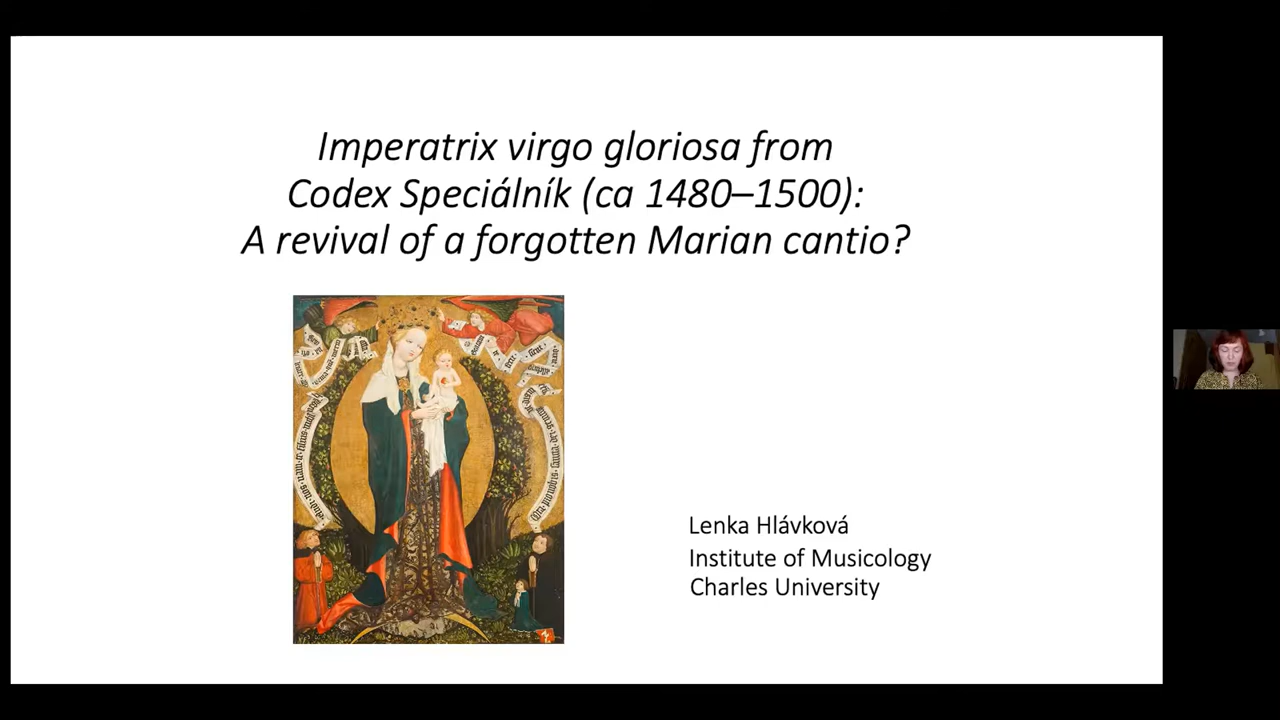 Imperatrix virgo gloriosa from
Codex Speciálník (ca 1480–1500):
A revival of a forgotten Marian cantio?
Lenka Hlávková
Institute of Musicology
Charles University